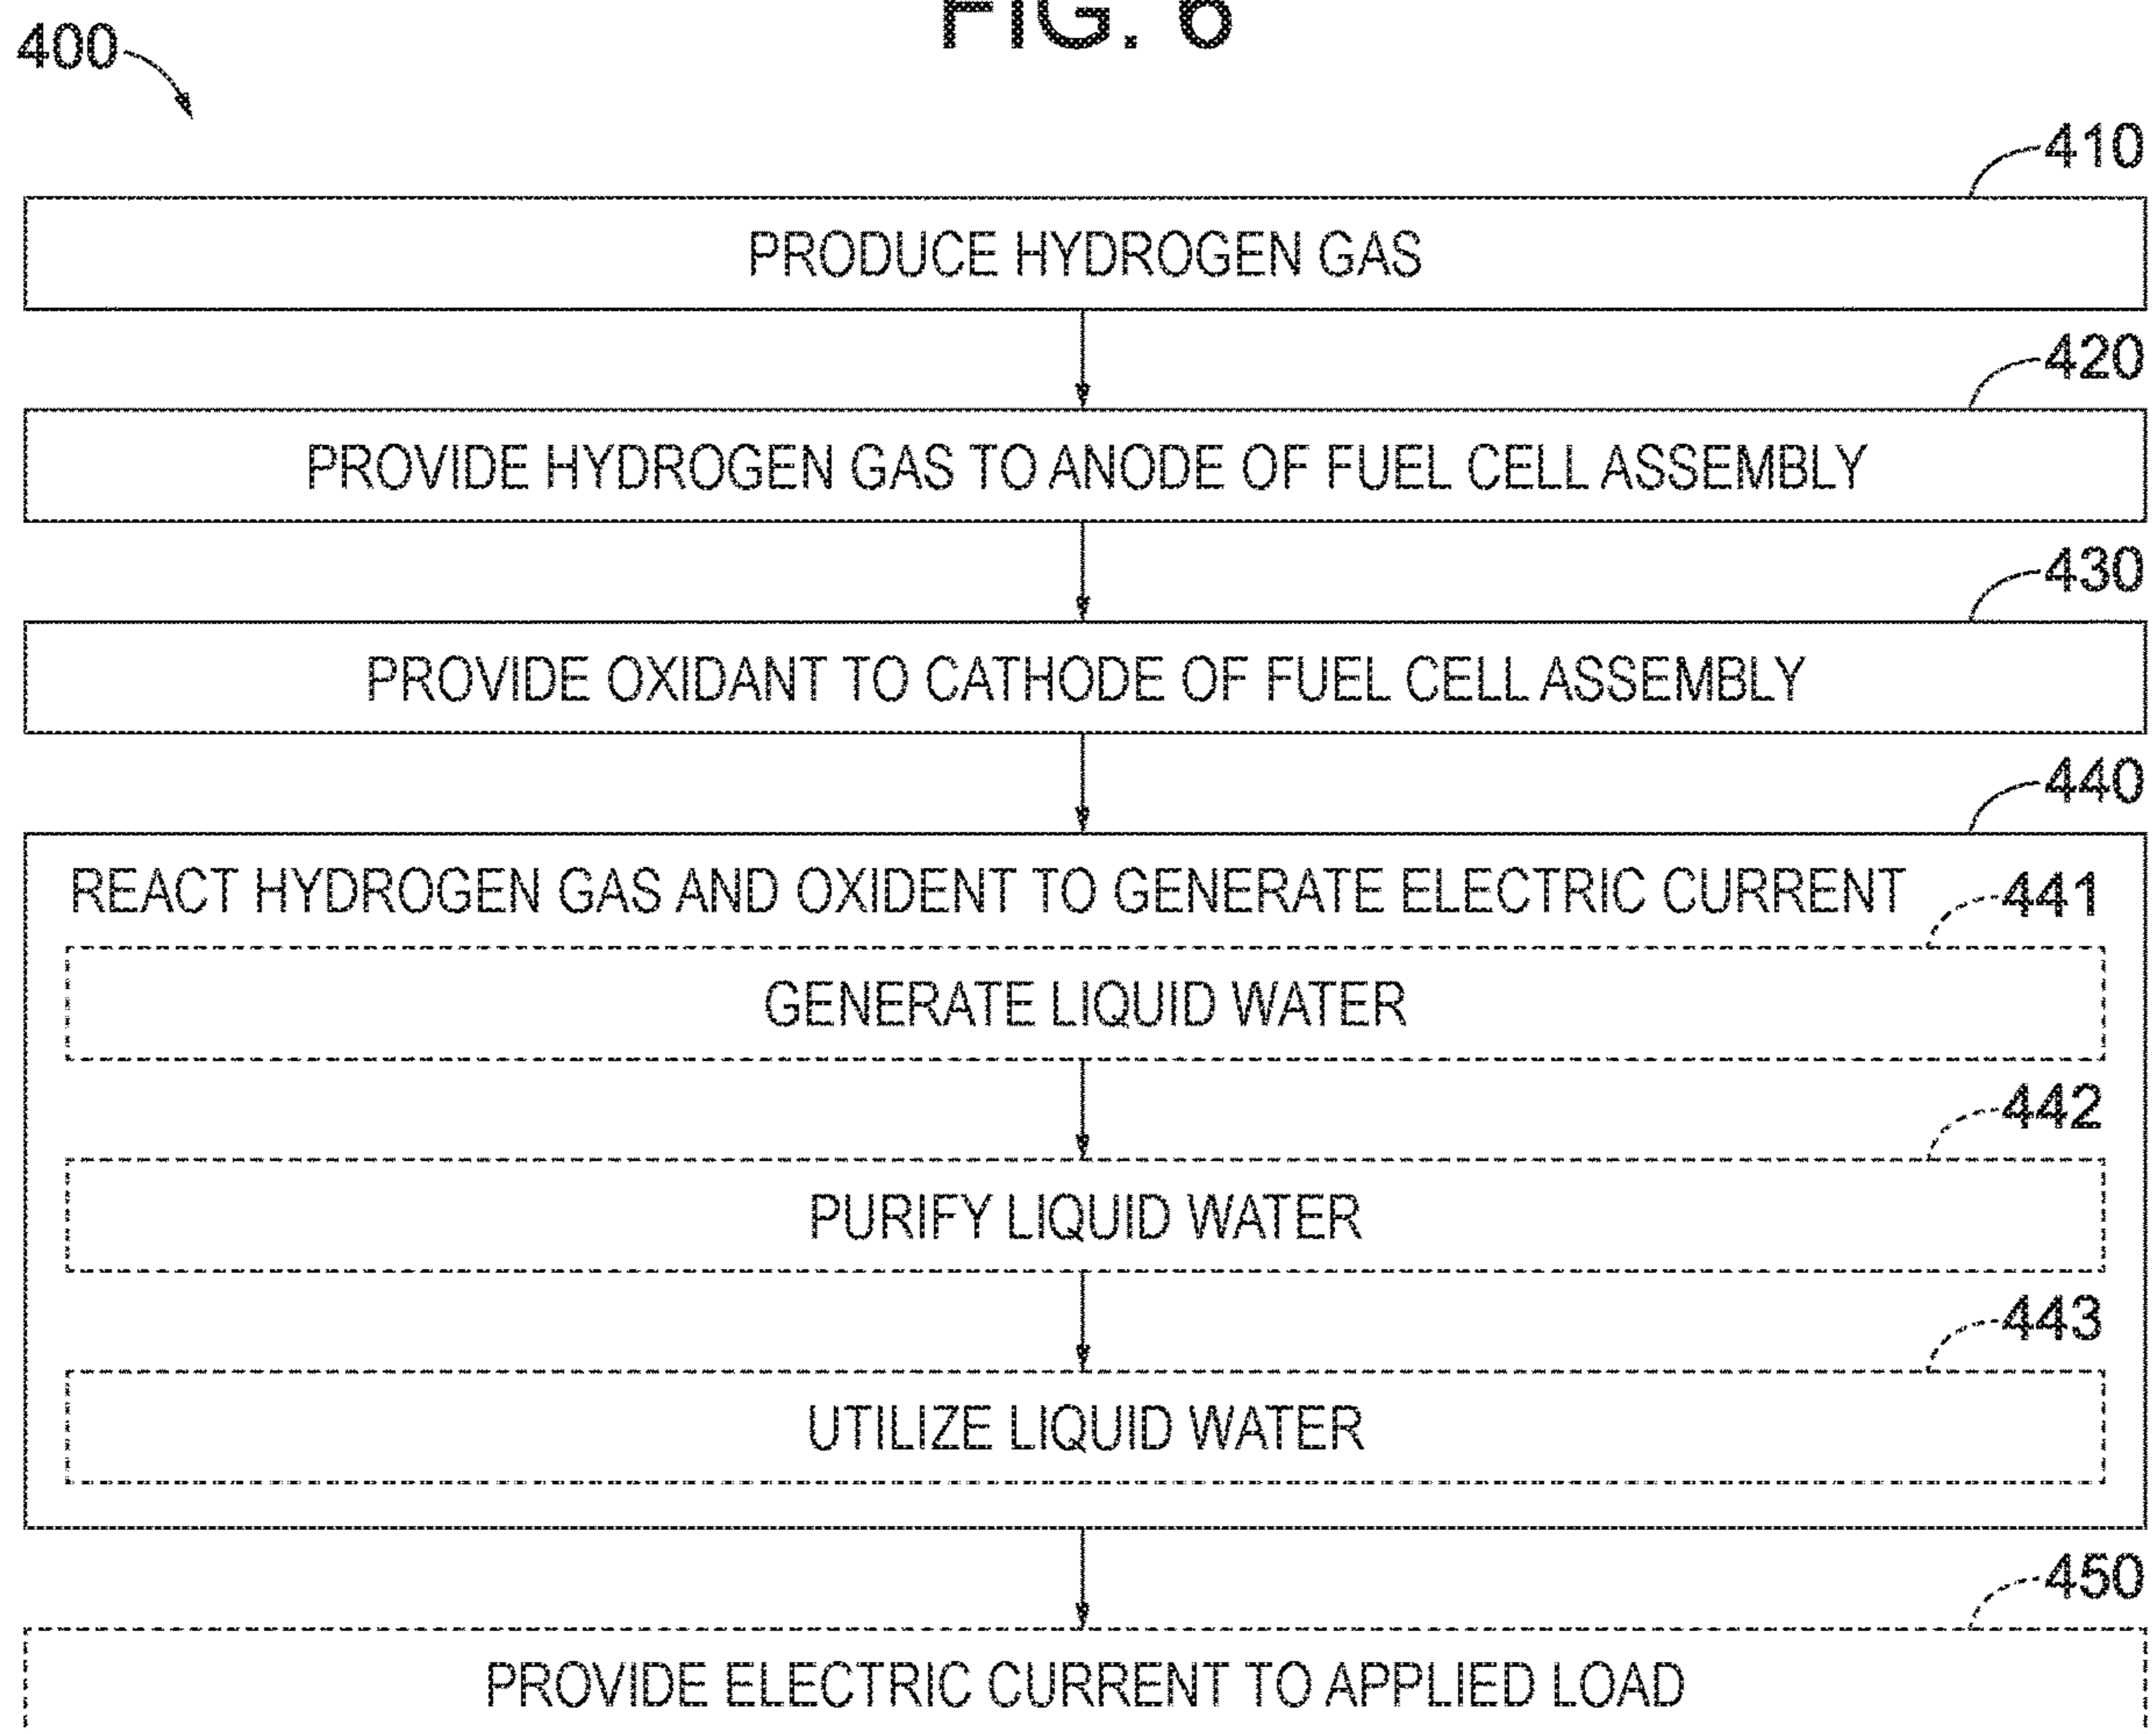 FIG. 6
400
410
PRODUCE HYDROGEN GAS
420
PROVIDE HYDROGEN GAS TO ANODE OF FUEL CELL ASSEMBLY
430
PROVIDE OXIDANT TO CATHODE OF FUEL CELL ASSEMBLY
440
REACT HYDROGEN GAS AND OXIDENT TO GENERATE ELECTRIC CURRENT
441
GENERATE LIQUID WATER
442
PURIFY LIQUID WATER
443
UTILIZE LIQUID WATER
450
PROVIDE ELECTRIC CURRENT TO APPLIED LOAD